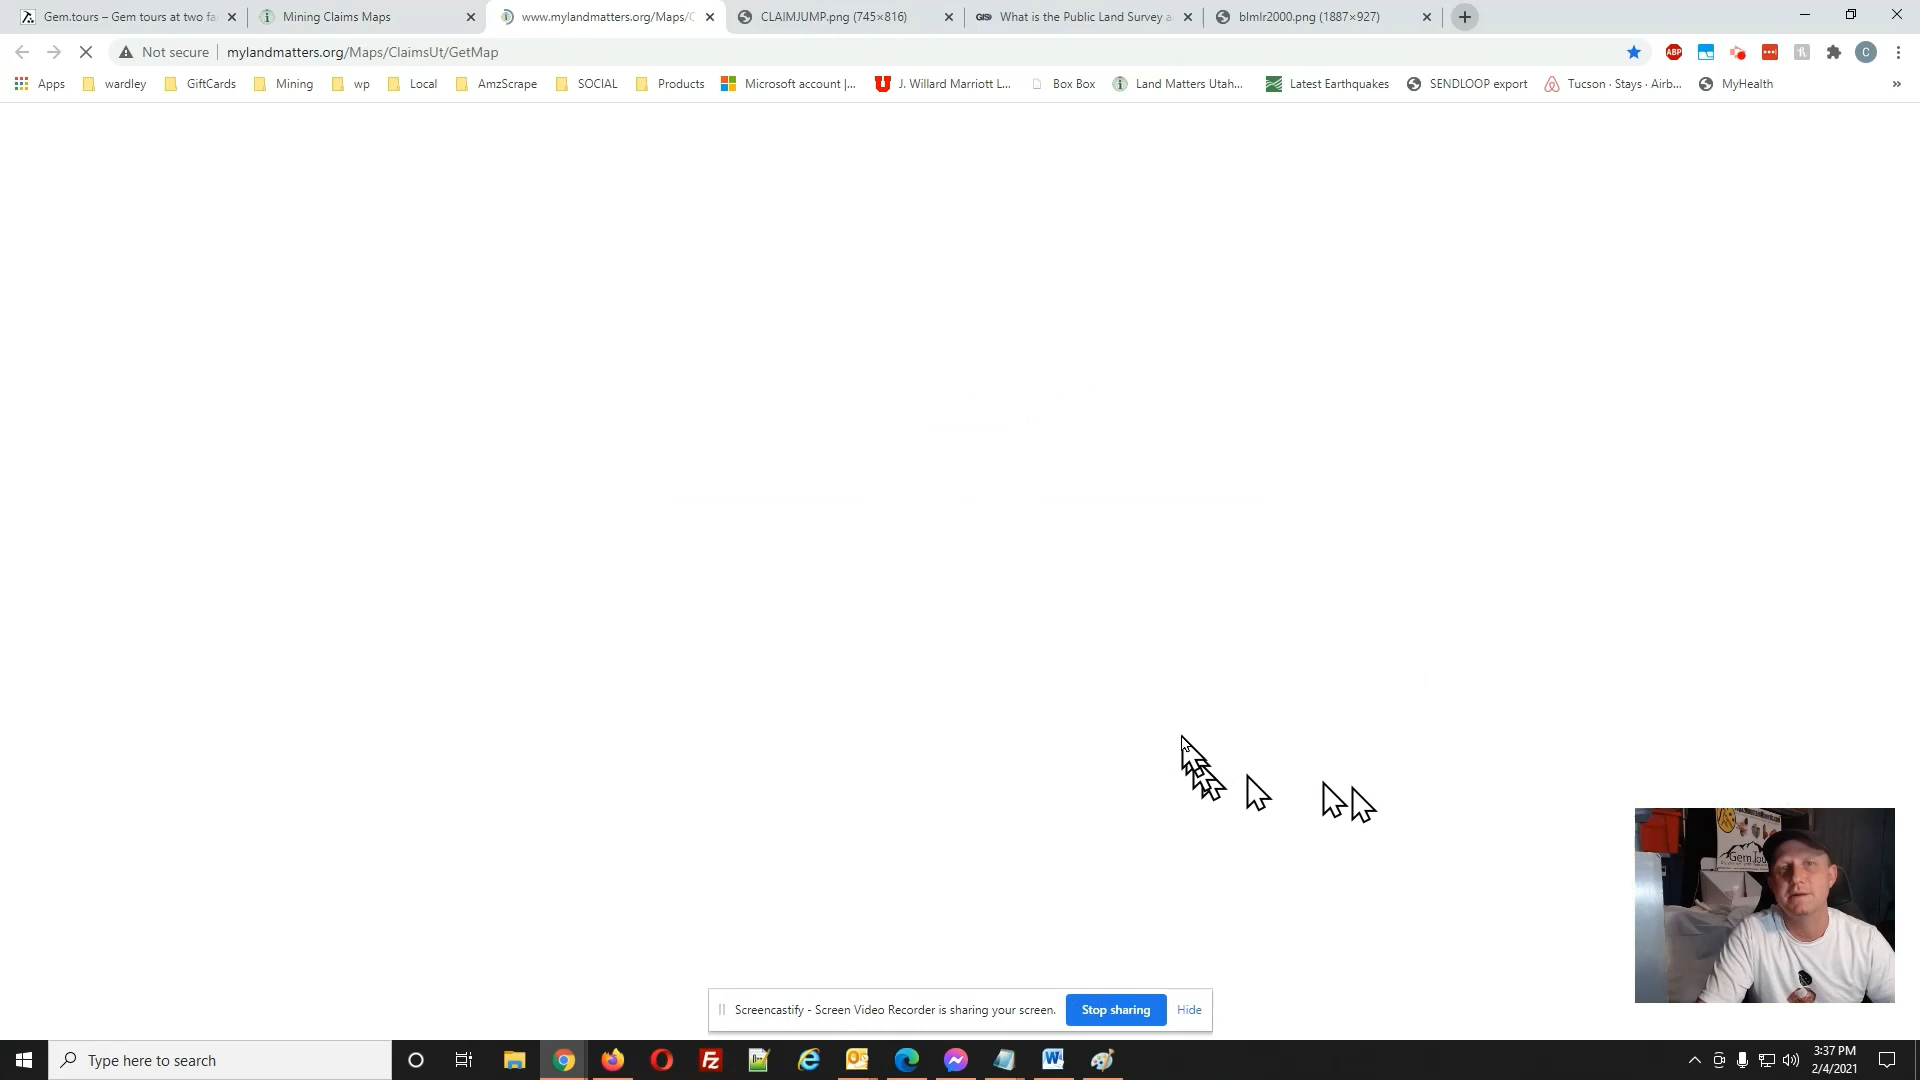 Gem.tours – Gem tours at two fa
Mining Claims Maps
www.mylandmatters.org/Maps/C
CLAIMJUMP.png (745×816)
GISO
What is the Public Land Survey a
blmlr2000.png (1887×927)
Not secure
mylandmatters.org/Maps/ClaimsUt/GetMap
ABP
C
Apps
wardley
GiftCards
Mining
wp
Local
AmzScrape
SOCIAL
Products
Microsoft account |...
U
J. Willard Marriott L...
Box Box
Land Matters Utah...
Latest Earthquakes
SENDLOOP export
Tucson · Stays · Airb...
MyHealth
»
Gem.Tou
Screencastify - Screen Video Recorder is sharing your screen.
Stop sharing
Hide
Type here to search
3:37 PM
2/4/2021